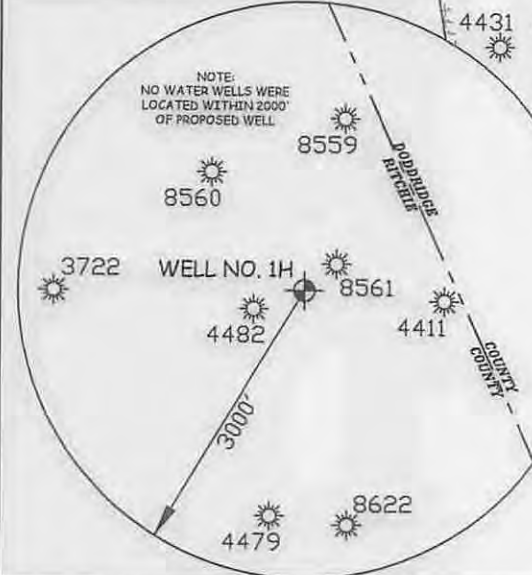 4431
NOTE:
NO WATER WELLS WERE
LOCATED WITHIN 2000'
OF PROPOSED WELL
8559
DODDRIDGE
RITCHIE
8560
3722
WELL NO. 1H
8561
4482
4411
COUNTY
COUNTY
3000'
8622
4479